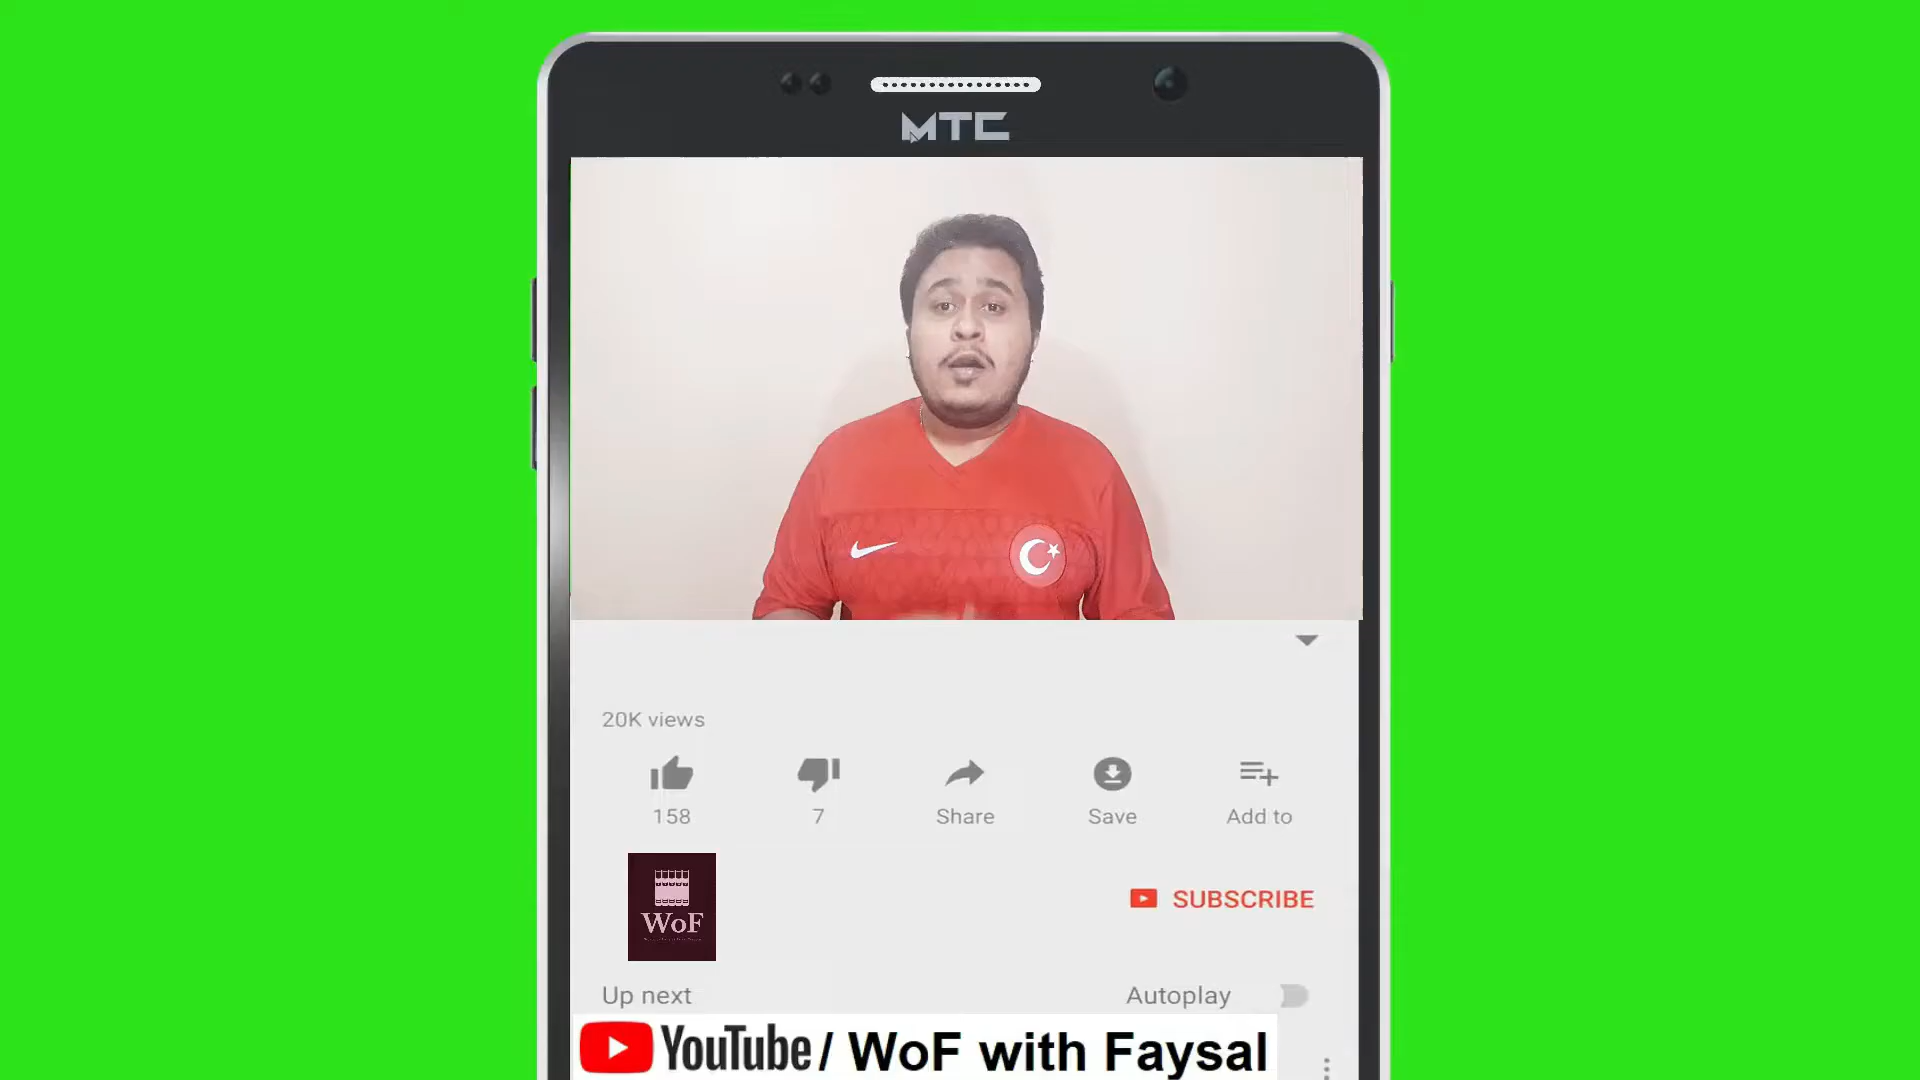 MTC
20K views
158 7 Share Save Add to
WoF
SUBSCRIBE
Up next Autoplay
YouTube / WoF with Faysal